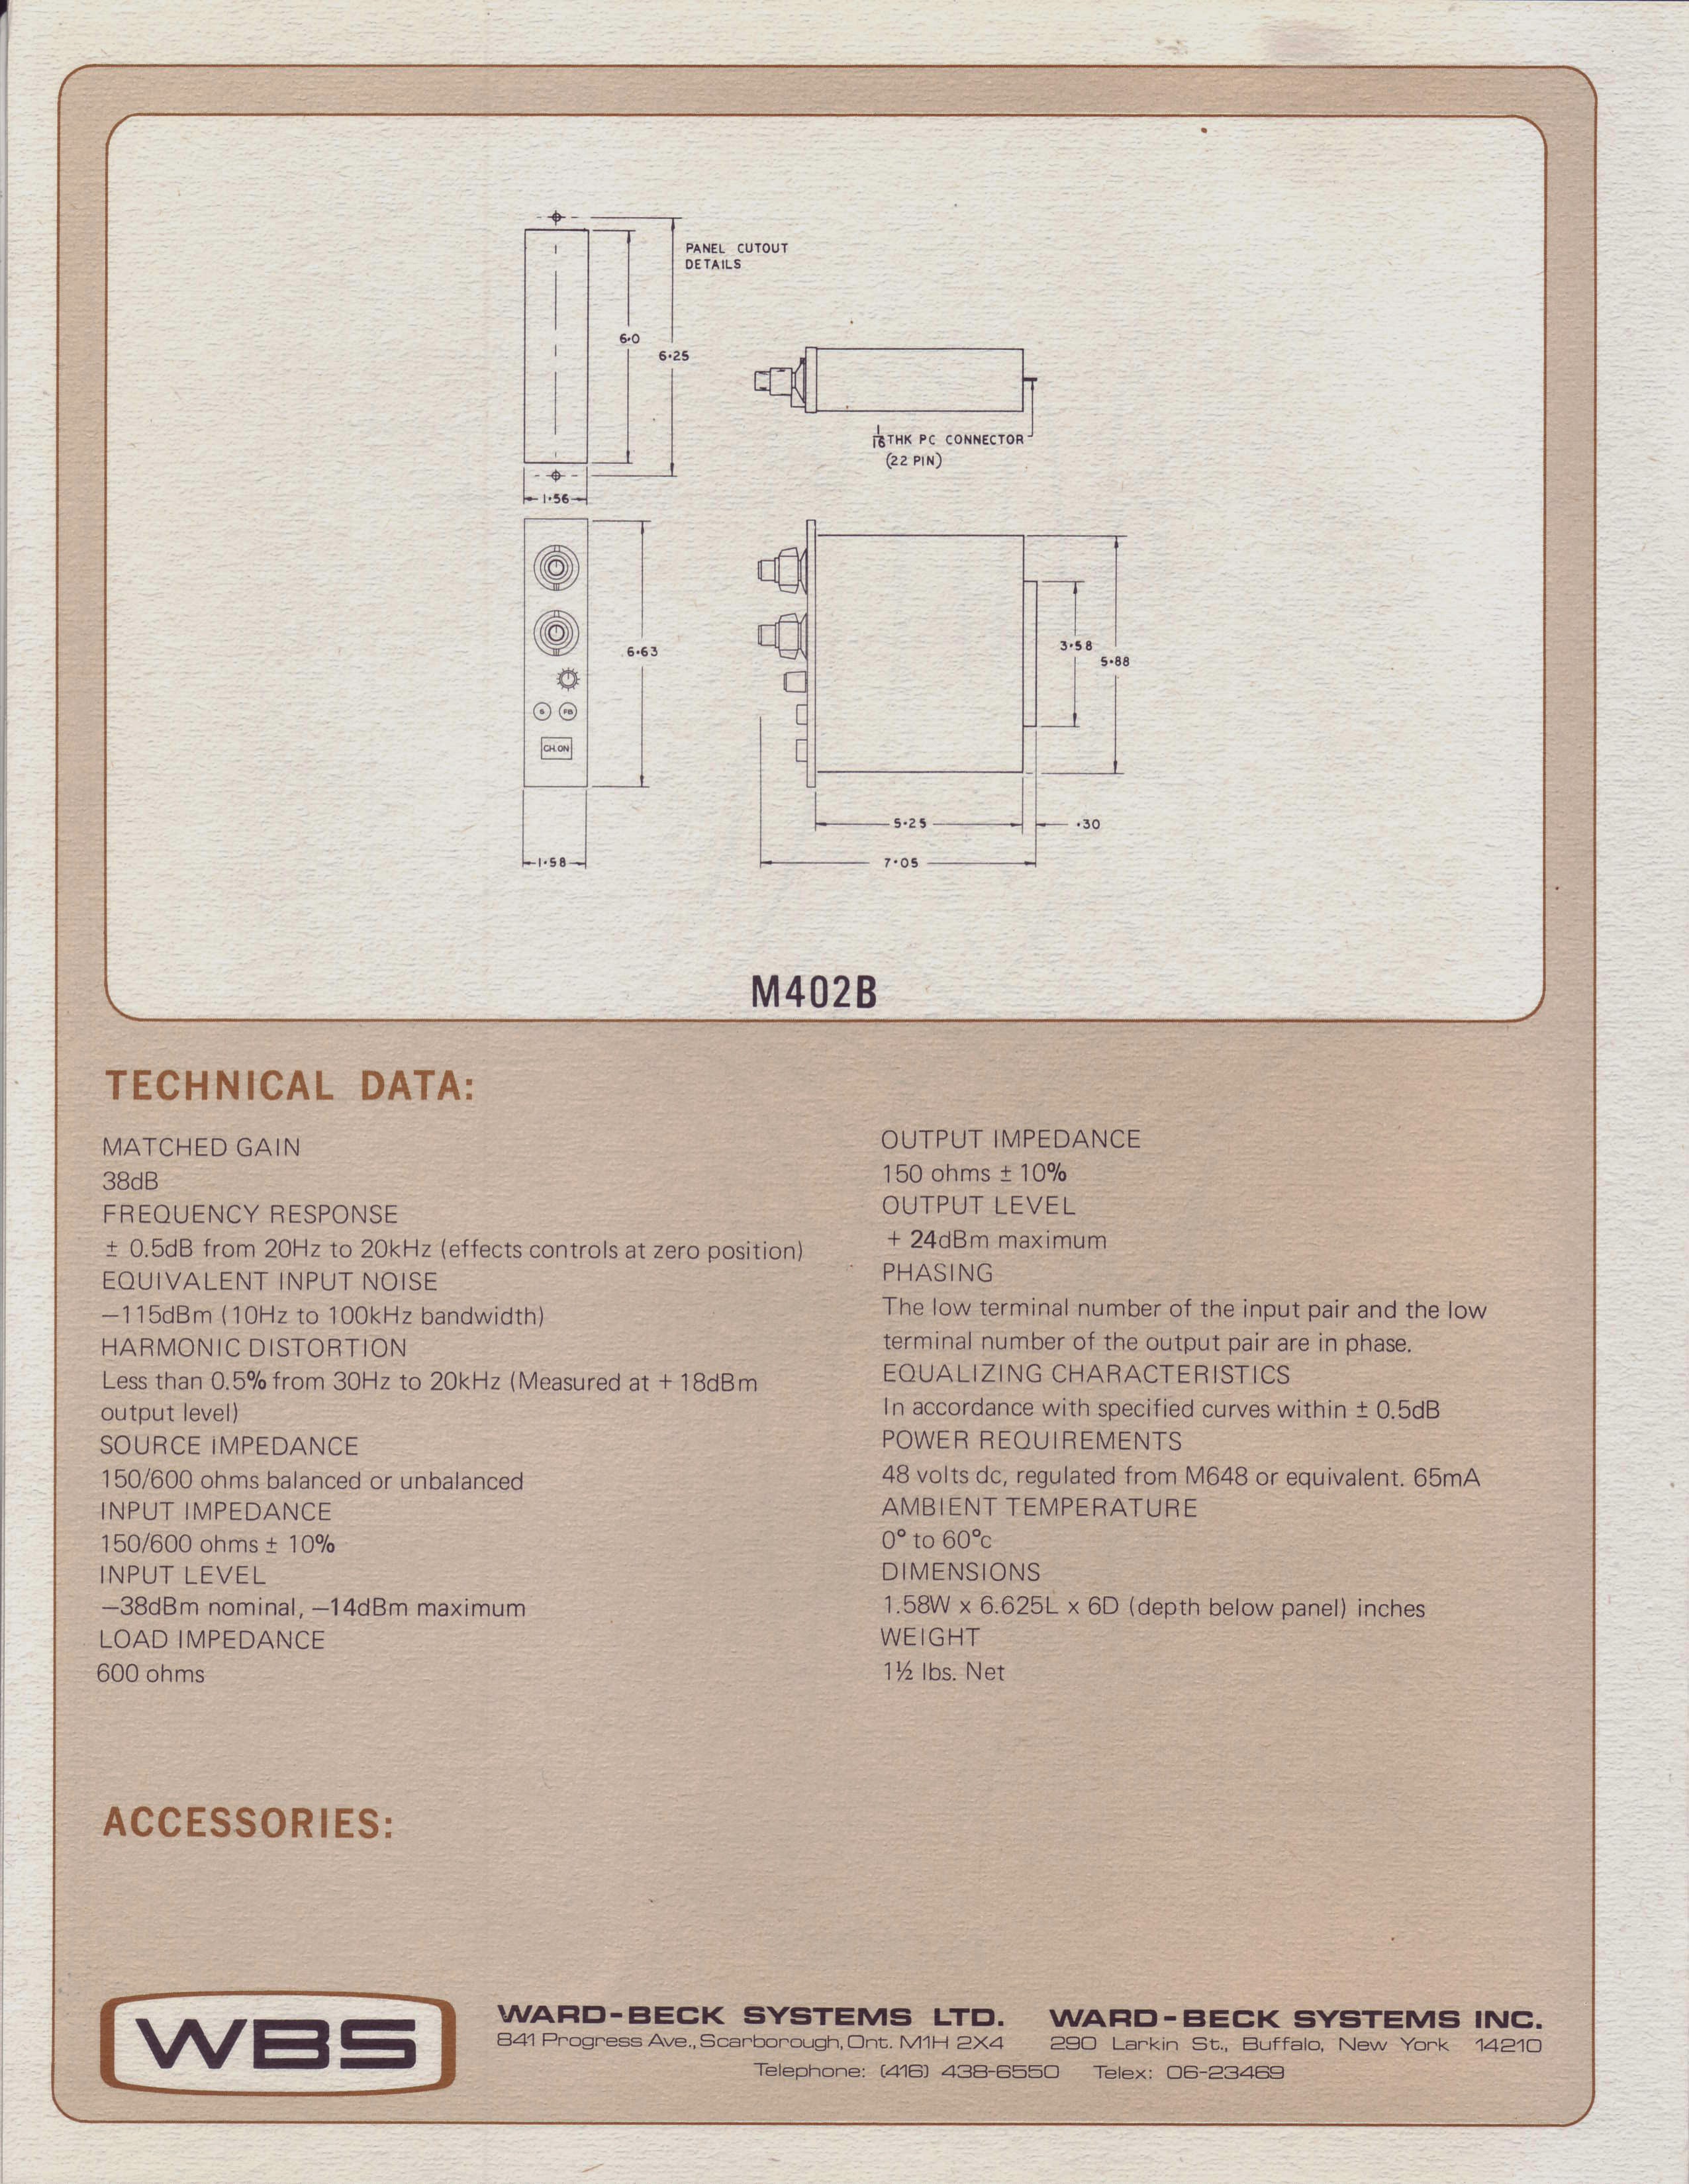 PANEL CUTOUT
DETAILS
6.0
6.25
1.56
1/16 THK PC CONNECTOR
(22 PIN)
S
FB
CH.ON
6.63
1.58
3.58
5.88
5.25
.30
7.05
M402B
TECHNICAL DATA:
MATCHED GAIN
38dB
FREQUENCY RESPONSE
± 0.5dB from 20Hz to 20kHz (effects controls at zero position)
EQUIVALENT INPUT NOISE
–115dBm (10Hz to 100kHz bandwidth)
HARMONIC DISTORTION
Less than 0.5% from 30Hz to 20kHz (Measured at + 18dBm
output level)
SOURCE IMPEDANCE
150/600 ohms balanced or unbalanced
INPUT IMPEDANCE
150/600 ohms ± 10%
INPUT LEVEL
–38dBm nominal, –14dBm maximum
LOAD IMPEDANCE
600 ohms
OUTPUT IMPEDANCE
150 ohms ± 10%
OUTPUT LEVEL
+ 24dBm maximum
PHASING
The low terminal number of the input pair and the low
terminal number of the output pair are in phase.
EQUALIZING CHARACTERISTICS
In accordance with specified curves within ± 0.5dB
POWER REQUIREMENTS
48 volts dc, regulated from M648 or equivalent. 65mA
AMBIENT TEMPERATURE
0° to 60°c
DIMENSIONS
1.58W x 6.625L x 6D (depth below panel) inches
WEIGHT
1½ lbs. Net
ACCESSORIES:
WBS
WARD-BECK SYSTEMS LTD.
841 Progress Ave., Scarborough, Ont. M1H 2X4
WARD-BECK SYSTEMS INC.
290 Larkin St., Buffalo, New York 14210
Telephone: (416) 438-6550 Telex: 06-23469